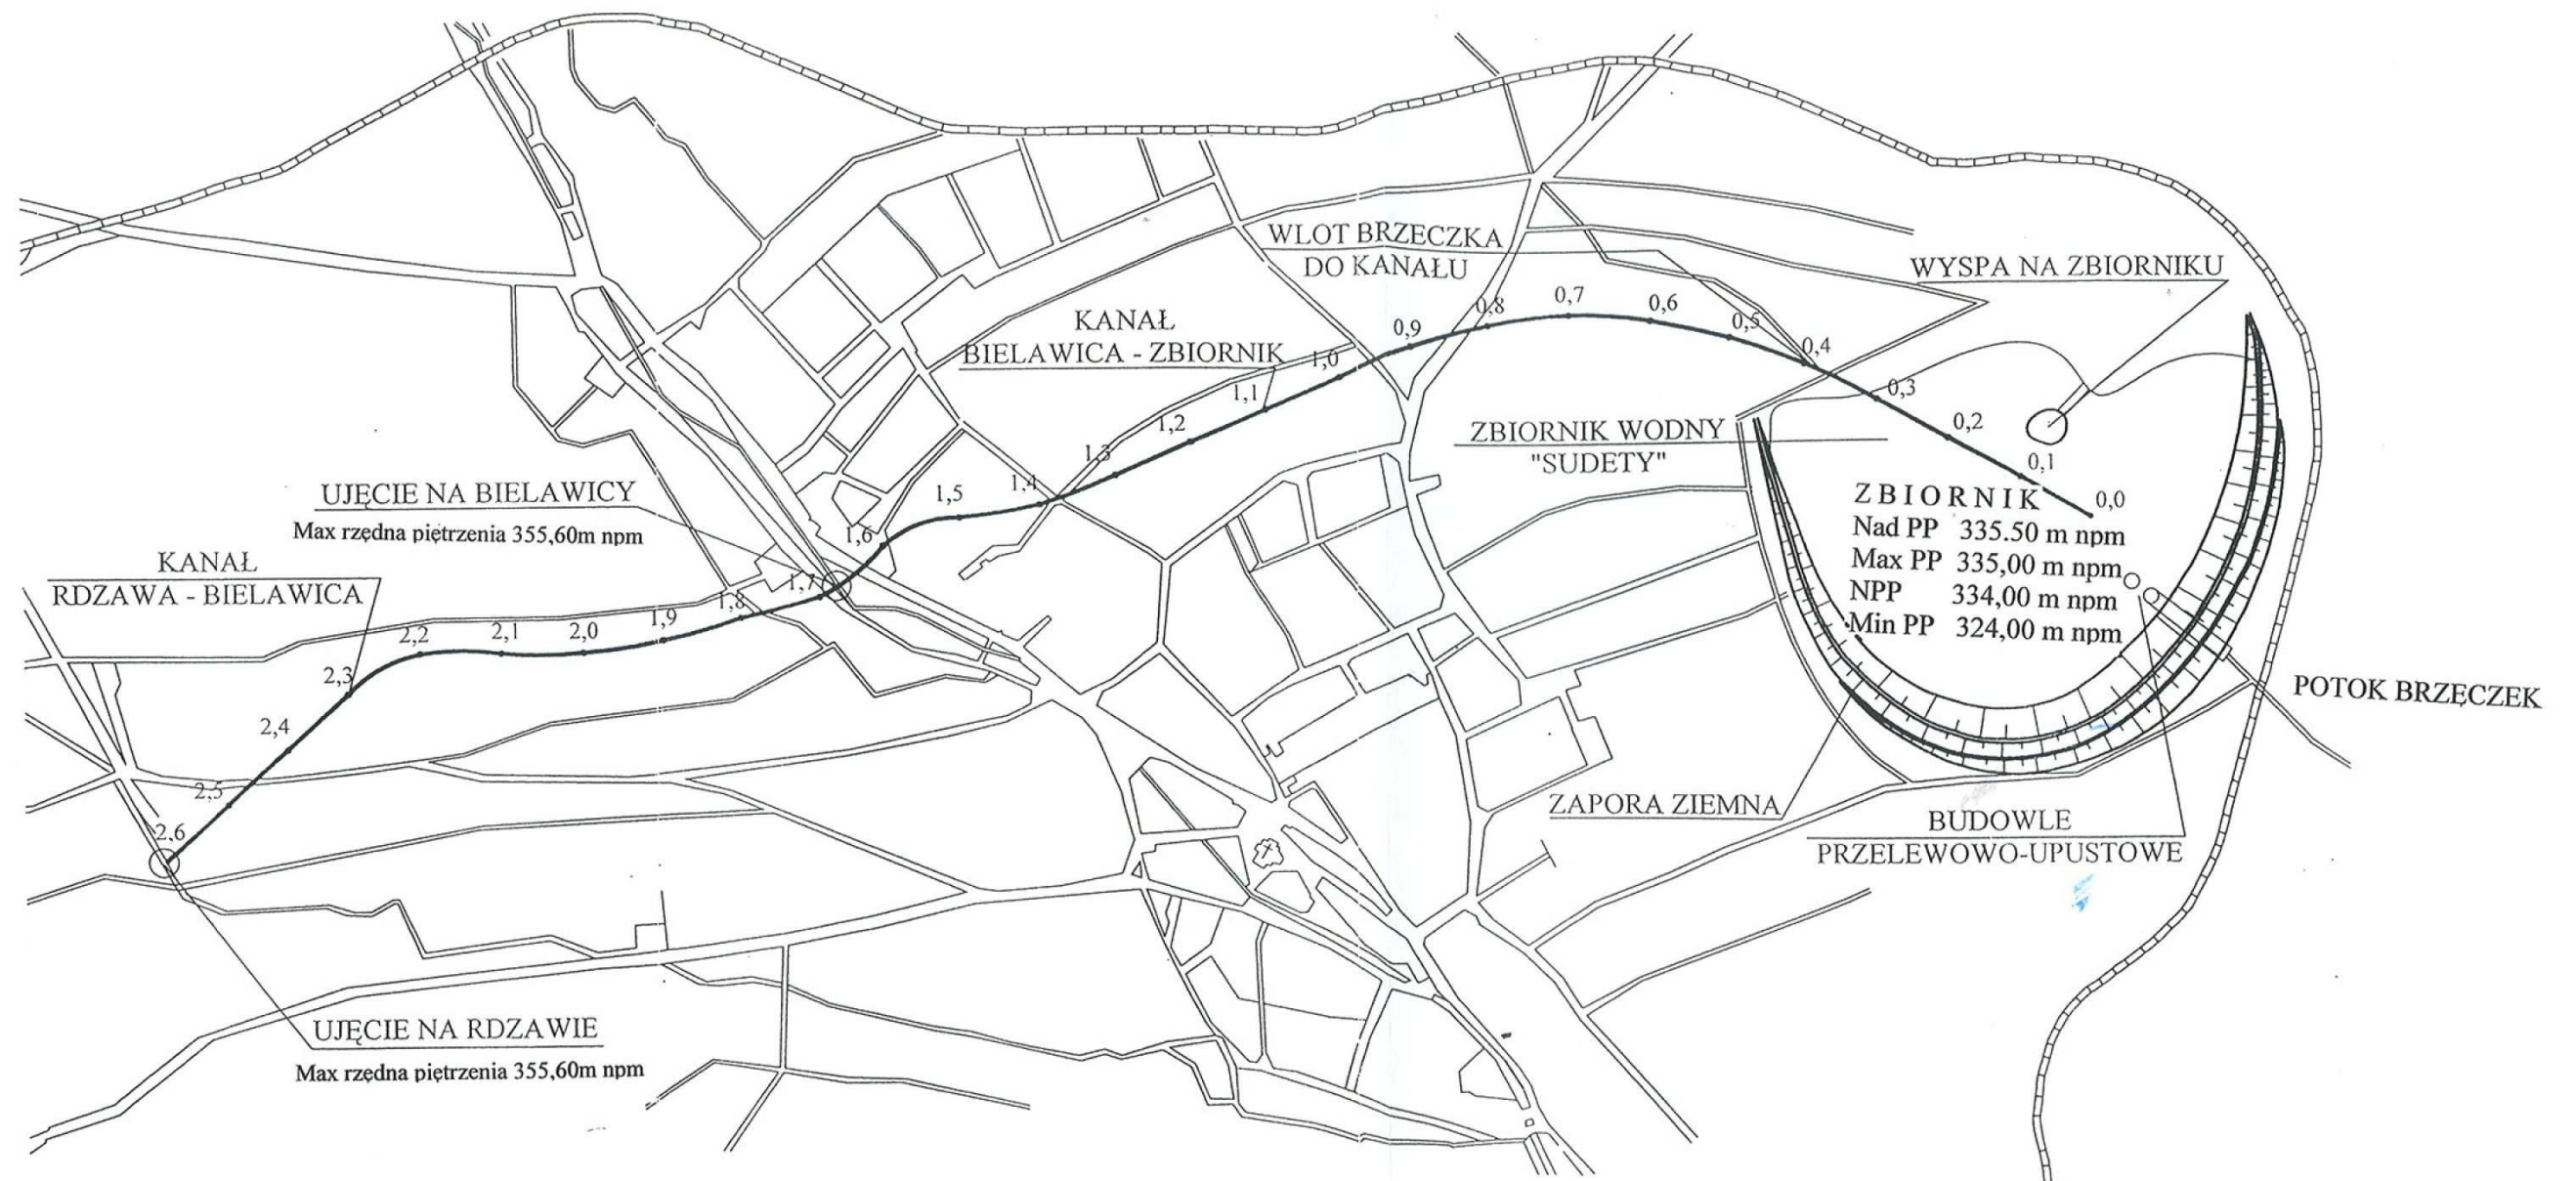 WLOT BRZECZKA
DO KANAŁU
WYSPA NA ZBIORNIKU
KANAŁ
BIELAWICA - ZBIORNIK
0,9
0,8
0,7
0,6
0,5
0,4
0,3
0,2
0,1
0,0
1,0
1,1
1,2
1,3
1,4
1,5
1,6
1,7
1,8
1,9
2,0
2,1
2,2
2,3
2,4
2,5
2,6
ZBIORNIK WODNY
"SUDETY"
ZBIORNIK
Nad PP 335.50 m npm
Max PP 335,00 m npm
NPP 334,00 m npm
Min PP 324,00 m npm
UJĘCIE NA BIELAWICY
Max rzędna piętrzenia 355,60m npm
KANAŁ
RDZAWA - BIELAWICA
POTOK BRZĘCZEK
ZAPORA ZIEMNA
BUDOWLE
PRZELEWOWO-UPUSTOWE
UJĘCIE NA RDZAWIE
Max rzędna piętrzenia 355,60m npm